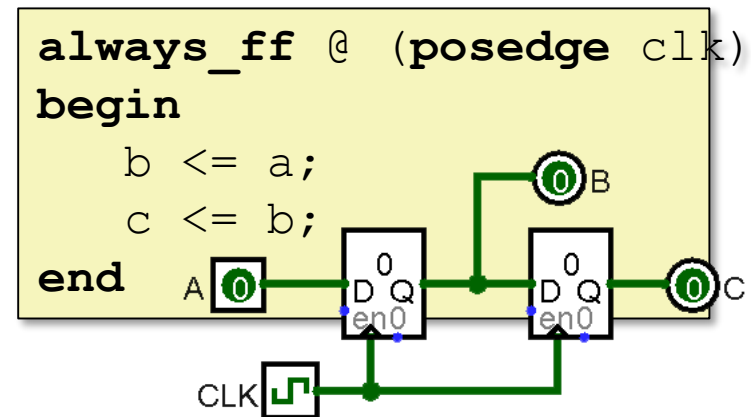 always_ff @ (posedge clk)
begin
b <= a;
c <= b;
end
0 B
A 0
0
D Q
en0
0
D Q
en0
0 C
CLK